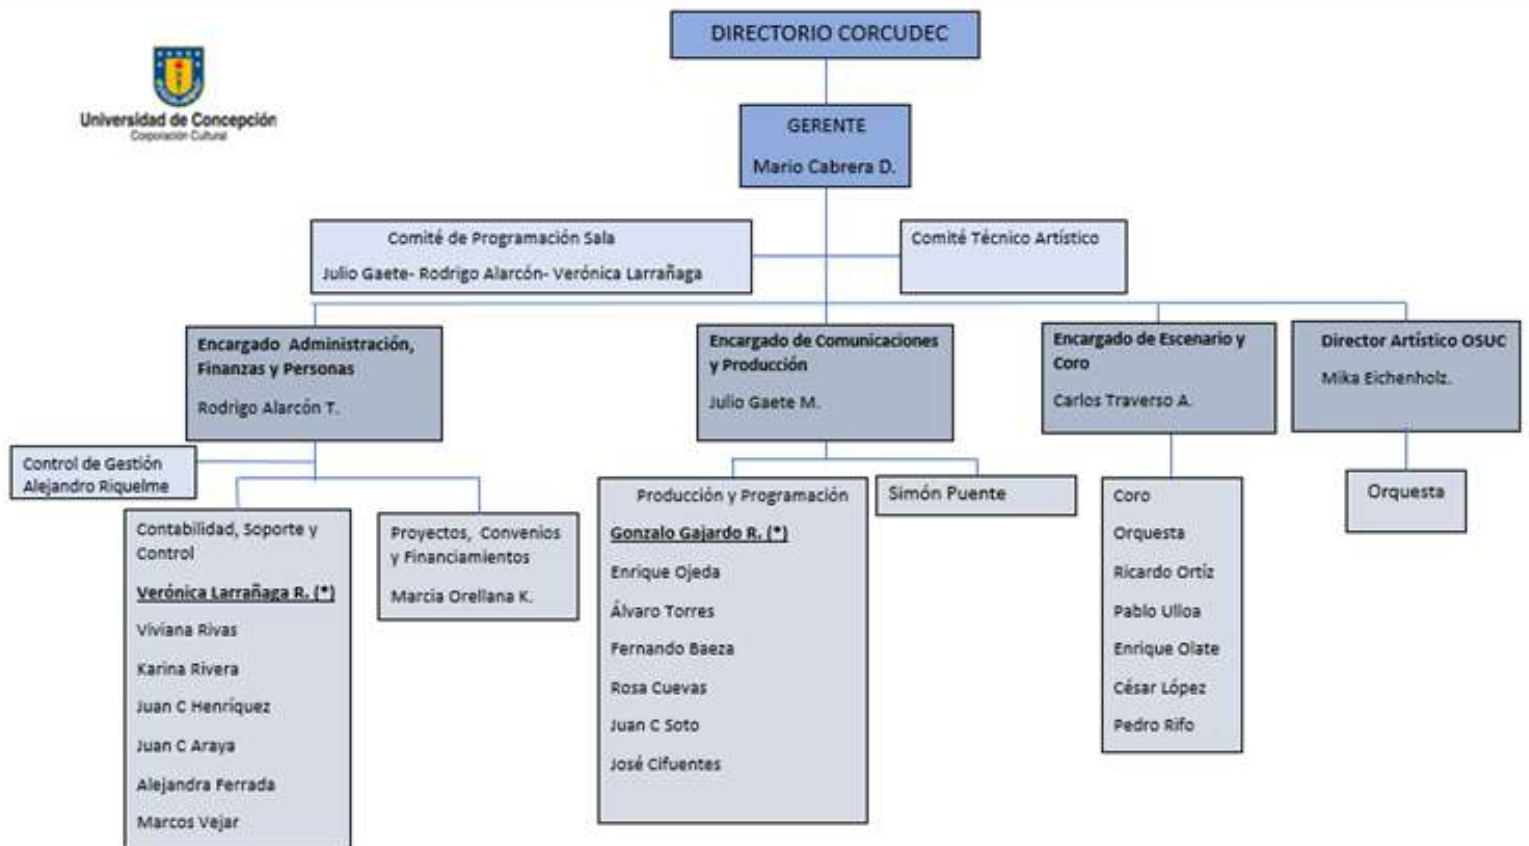 DIRECTORIO CORCUDEC
Universidad de Concepción
Corporación Cultural
GERENTE
Mario Cabrera D.
Comité de Programación Sala
Julio Gaete- Rodrigo Alarcón- Verónica Larrañaga
Comité Técnico Artístico
Encargado Administración,
Finanzas y Personas
Rodrigo Alarcón T.
Encargado de Comunicaciones
y Producción
Julio Gaete M.
Encargado de Escenario y
Coro
Carlos Traverso A.
Director Artístico OSUC
Mika Eichenholz.
Control de Gestión
Alejandro Riquelme
Contabilidad, Soporte y
Control
Verónica Larrañaga R. (*)
Viviana Rivas
Karina Rivera
Juan C Henríquez
Juan C Araya
Alejandra Ferrada
Marcos Vejar
Proyectos, Convenios
y Financiamientos
Marcia Orellana K.
Producción y Programación
Gonzalo Gajardo R. (*)
Enrique Ojeda
Álvaro Torres
Fernando Baeza
Rosa Cuevas
Juan C Soto
José Cifuentes
Simón Puente
Coro
Orquesta
Ricardo Ortíz
Pablo Ulloa
Enrique Olate
César López
Pedro Rifo
Orquesta